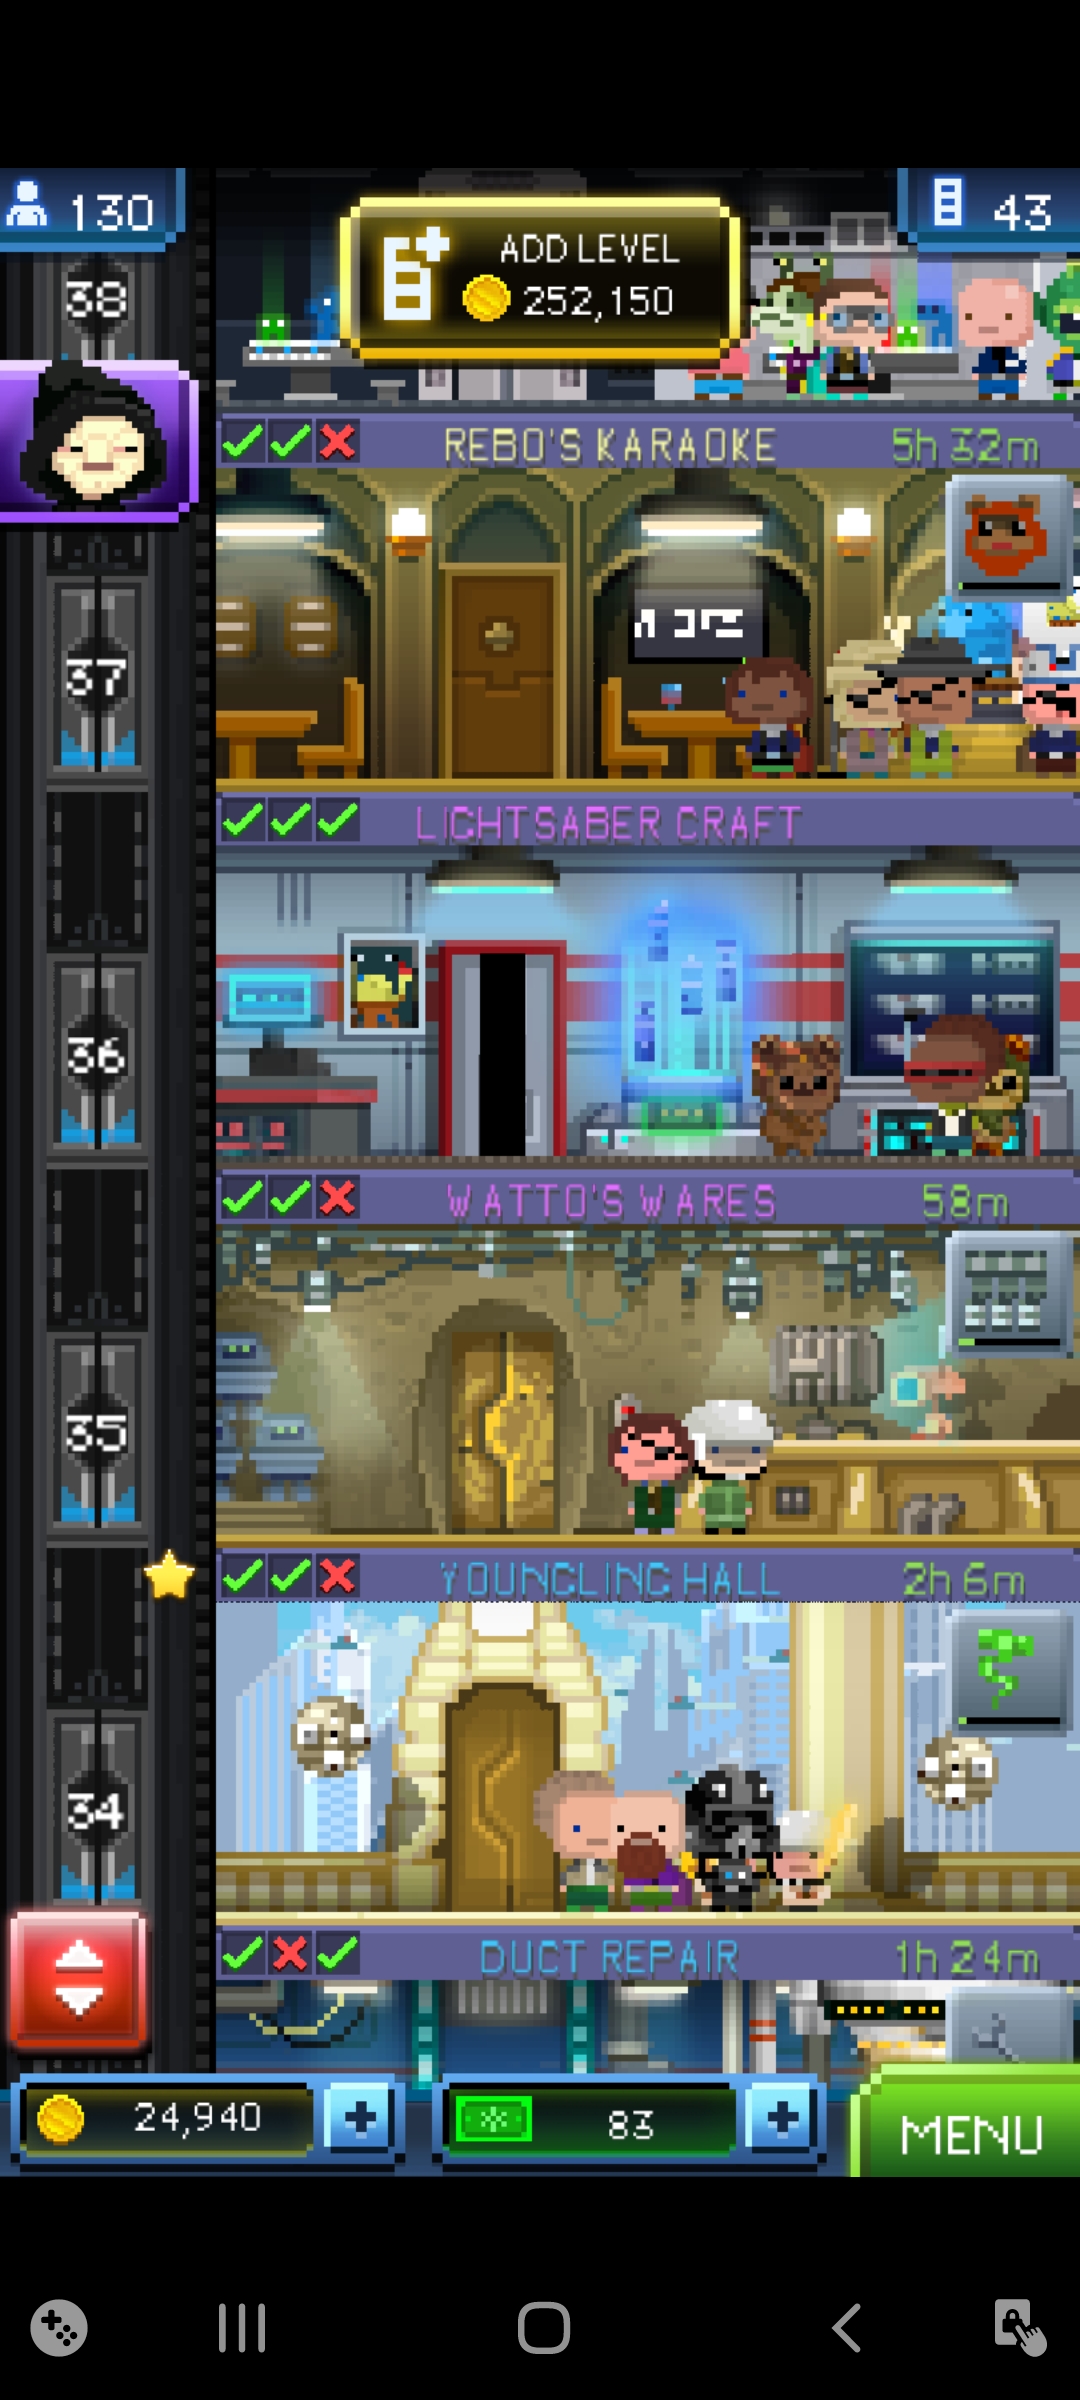 130
ADD LEVEL
252,150
43
38
REBO'S KARAOKE
5h 32m
37
LIGHTSABER CRAFT
36
WATTO'S WARES
58m
35
YOUNGLING HALL
2h 6m
34
DUCT REPAIR
1h 24m
24,940
83
MENU